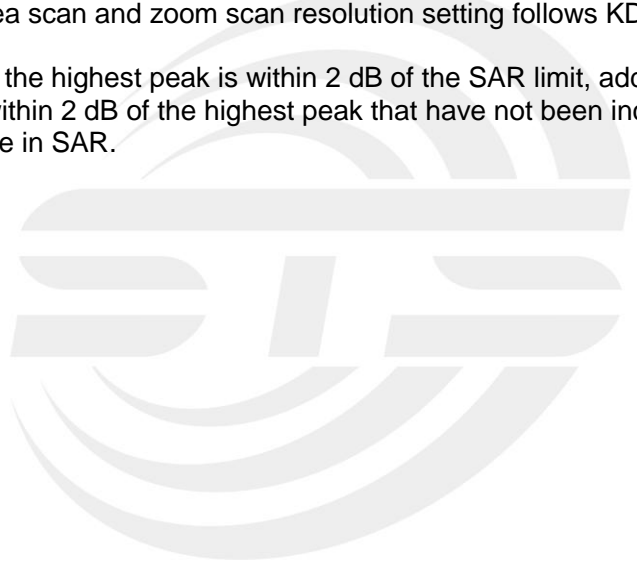 ea scan and zoom scan resolution setting follows KD
the highest peak is within 2 dB of the SAR limit, add
vithin 2 dB of the highest peak that have not been inc
e in SAR.
STS